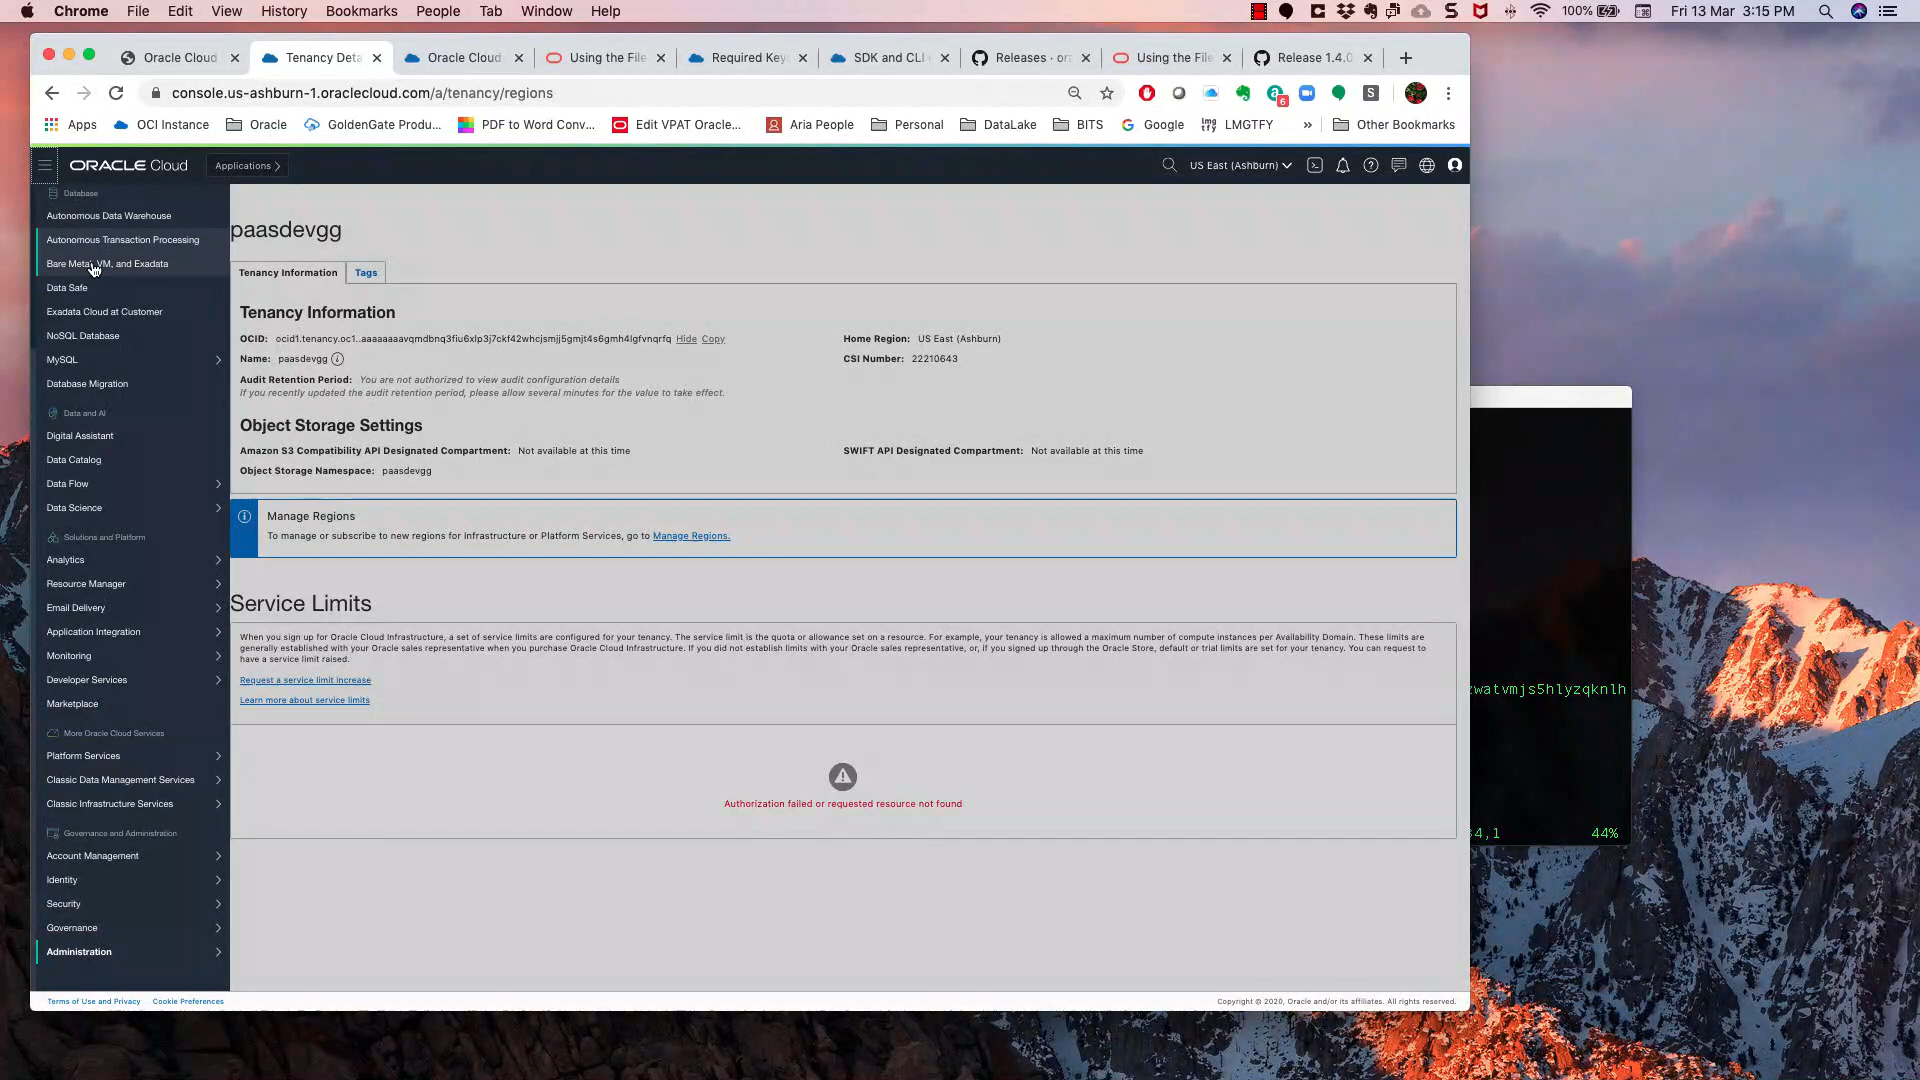 Chrome File Edit View History Bookmarks People Tab Window Help 100% Fri 13 Mar 3:15 PM
Oracle Cloud Tenancy Deta Oracle Cloud Using the File Required Key SDK and CLI Releases · ora Using the File Release 1.4.0
console.us-ashburn-1.oraclecloud.com/a/tenancy/regions 6
Apps OCI Instance Oracle GoldenGate Produ... PDF to Word Conv... Edit VPAT Oracle... Aria People Personal DataLake BITS Google LMGTFY » Other Bookmarks
ORACLE Cloud Applications US East (Ashburn)
Database
Autonomous Data Warehouse
Autonomous Transaction Processing
Bare Metal, VM, and Exadata
Data Safe
Exadata Cloud at Customer
NoSQL Database
MySQL
Database Migration
Data and AI
Digital Assistant
Data Catalog
Data Flow
Data Science
Solutions and Platform
Analytics
Resource Manager
Email Delivery
Application Integration
Monitoring
Developer Services
Marketplace
More Oracle Cloud Services
Platform Services
Classic Data Management Services
Classic Infrastructure Services
Governance and Administration
Account Management
Identity
Security
Governance
Administration
paasdevgg
Tenancy Information Tags
Tenancy Information
OCID: ocid1.tenancy.oc1..aaaaaaaavqmdbnq3fiu6xlp3j7ckf42whcjsmjj5gmjt4s6gmh4lgfvnqrfq Hide Copy
Home Region: US East (Ashburn)
Name: paasdevgg
CSI Number: 22210643
Audit Retention Period: You are not authorized to view audit configuration details
If you recently updated the audit retention period, please allow several minutes for the value to take effect.
Object Storage Settings
Amazon S3 Compatibility API Designated Compartment: Not available at this time
SWIFT API Designated Compartment: Not available at this time
Object Storage Namespace: paasdevgg
Manage Regions
To manage or subscribe to new regions for Infrastructure or Platform Services, go to Manage Regions.
Service Limits
When you sign up for Oracle Cloud Infrastructure, a set of service limits are configured for your tenancy. The service limit is the quota or allowance set on a resource. For example, your tenancy is allowed a maximum number of compute instances per Availability Domain. These limits are
generally established with your Oracle sales representative when you purchase Oracle Cloud Infrastructure. If you did not establish limits with your Oracle sales representative, or, if you signed up through the Oracle Store, default or trial limits are set for your tenancy. You can request to
have a service limit raised.
Request a service limit increase
Learn more about service limits
Authorization failed or requested resource not found
zwatvmjs5hlyzqknlh
34,1 44%
Terms of Use and Privacy Cookie Preferences
Copyright © 2020, Oracle and/or its affiliates. All rights reserved.